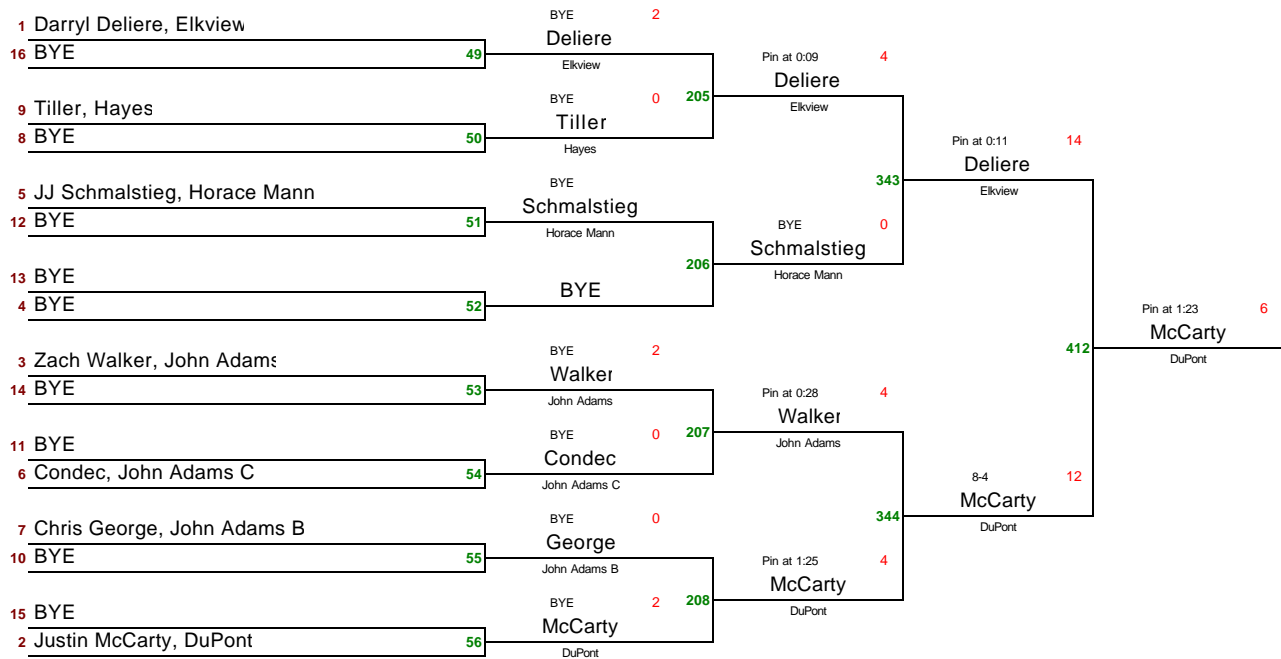 1 Darryl Deliere, Elkview
16 BYE
49
9 Tiller, Hayes
8 BYE
50
5 JJ Schmalstieg, Horace Mann
12 BYE
51
13 BYE
4 BYE
52
3 Zach Walker, John Adams
14 BYE
53
11 BYE
6 Condec, John Adams C
54
7 Chris George, John Adams B
10 BYE
55
15 BYE
2 Justin McCarty, DuPont
56
BYE 2
Deliere
Elkview
BYE 0
Tiller
Hayes
205
BYE
Schmalstieg
Horace Mann
BYE
206
BYE 2
Walker
John Adams
BYE 0
Condec
John Adams C
207
BYE 0
George
John Adams B
BYE 2
McCarty
DuPont
208
Pin at 0:09 4
Deliere
Elkview
BYE 0
Schmalstieg
Horace Mann
343
Pin at 0:28 4
Walker
John Adams
Pin at 1:25 4
McCarty
DuPont
344
Pin at 0:11 14
Deliere
Elkview
8-4 12
McCarty
DuPont
412
Pin at 1:23 6
McCarty
DuPont